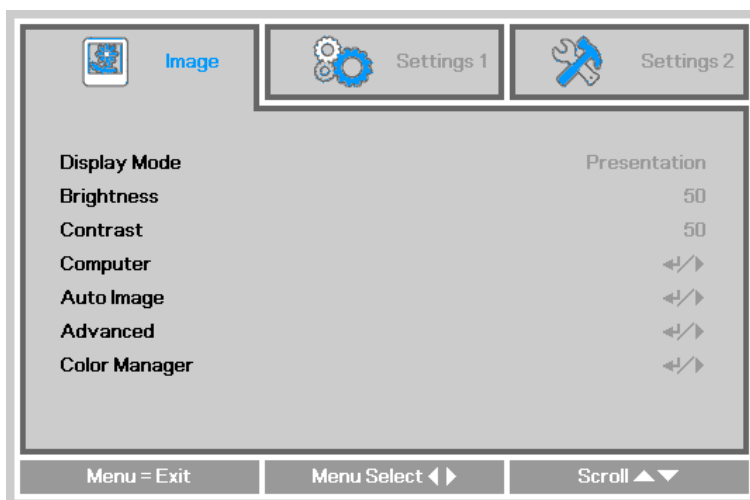 Image Settings 1 Settings 2
Display Mode Presentation
Brightness 50
Contrast 50
Computer
Auto Image
Advanced
Color Manager
Menu = Exit Menu Select Scroll